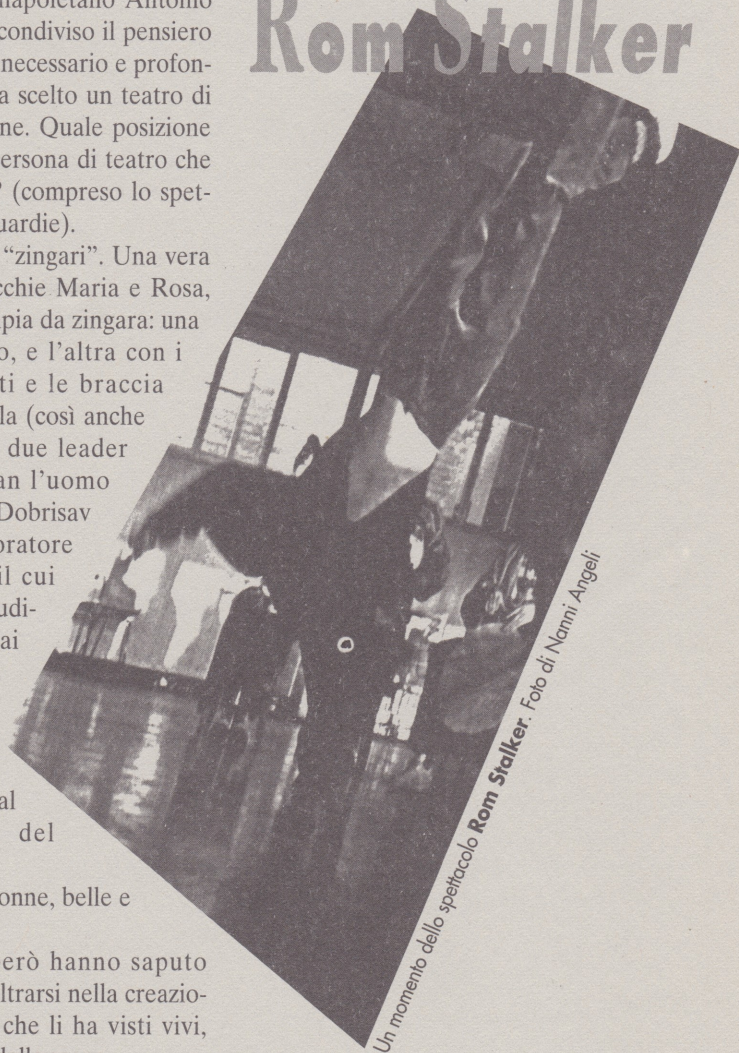 Rom Stalker
napoletano Antonio
condiviso il pensiero
necessario e profon-
a scelto un teatro di
ne. Quale posizione
ersona di teatro che
? (compreso lo spet-
uardie).
“zingari”. Una vera
cchie Maria e Rosa,
pia da zingara: una
o, e l'altra con i
ti e le braccia
la (così anche
due leader
an l'uomo
Dobrisav
oratore
il cui
udi-
ai
al
del
onne, belle e
erò hanno saputo
ltrarsi nella creazio-
che li ha visti vivi,
Un momento dello spettacolo Rom Stalker. Foto di Nanni Angeli